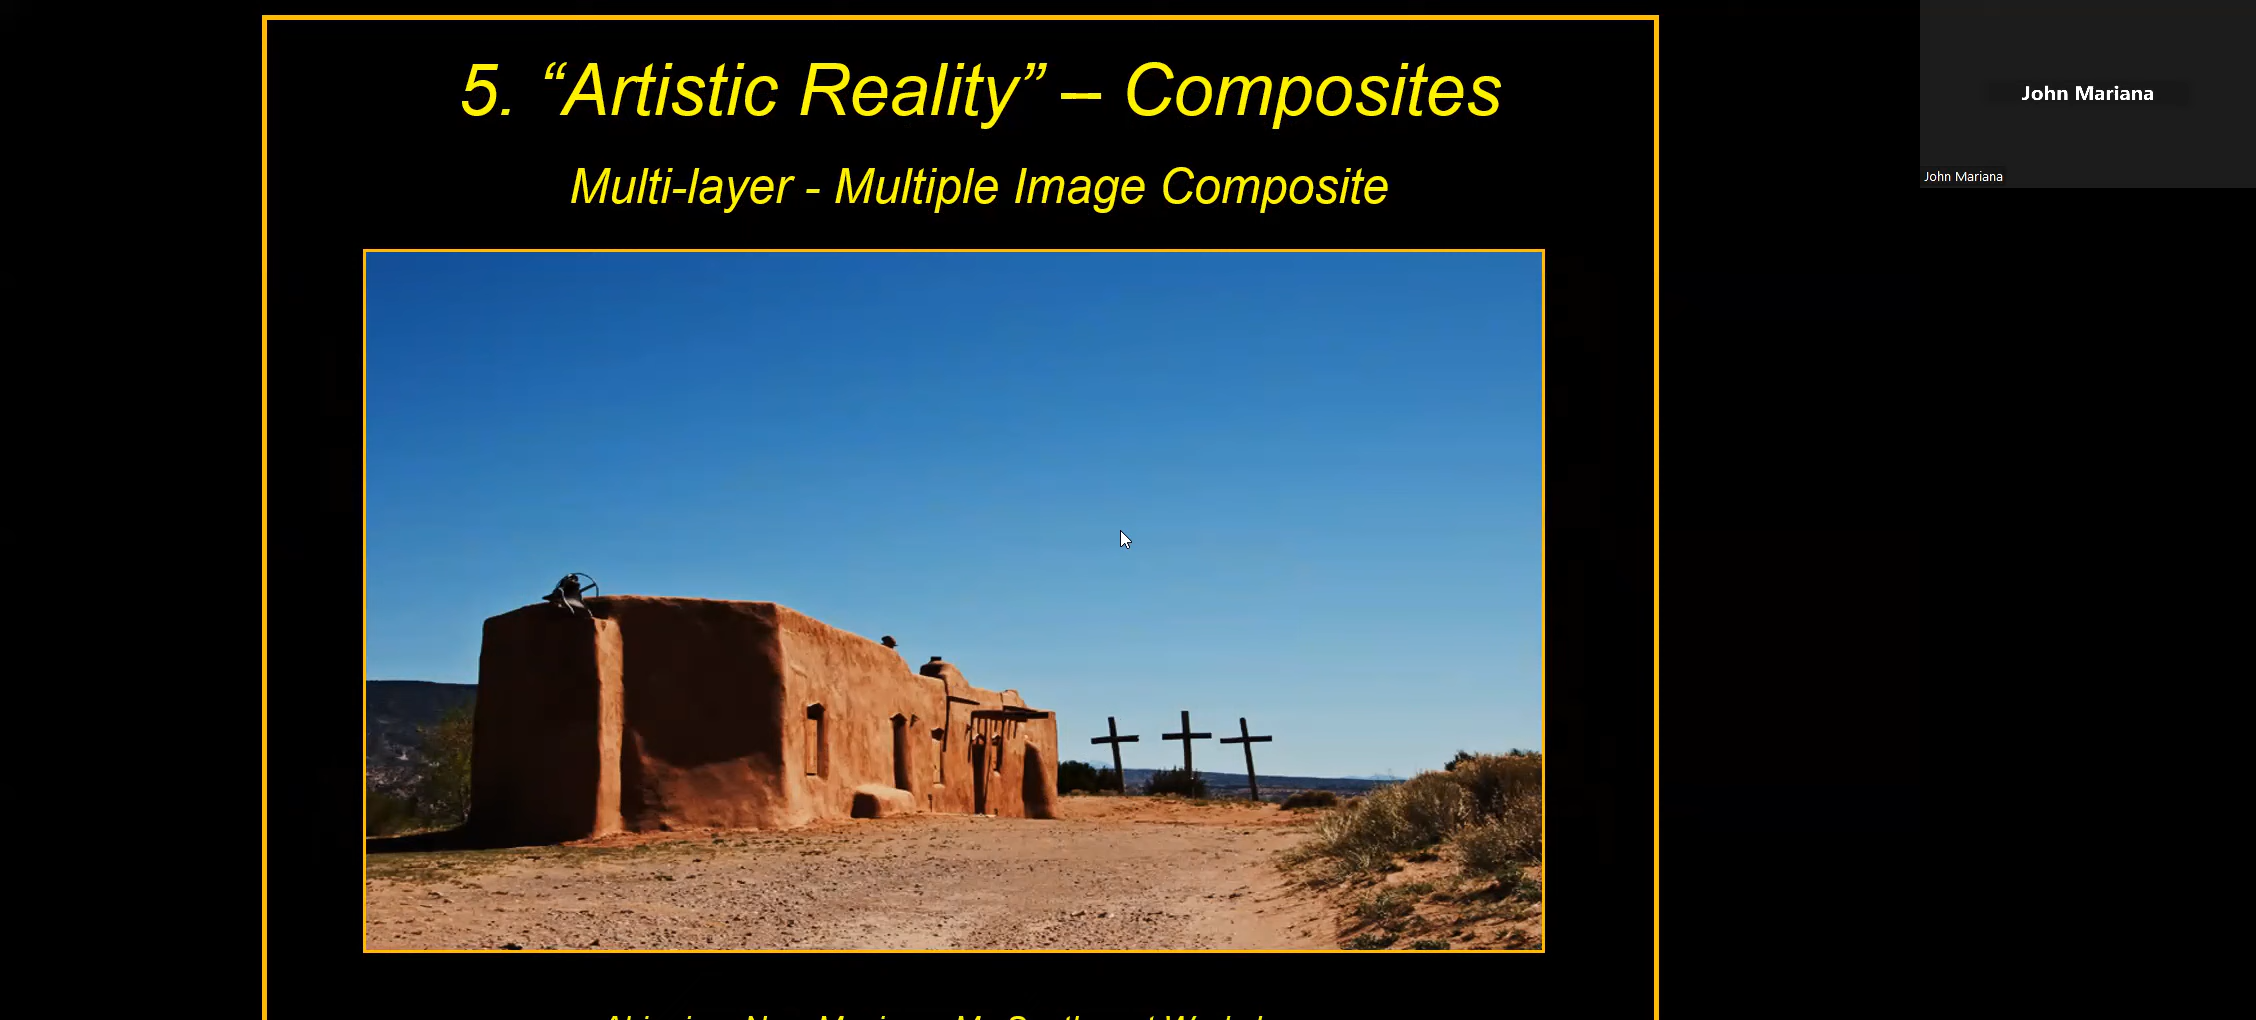 5. “Artistic Reality” – Composites
Multi-layer - Multiple Image Composite
John Mariana
John Mariana